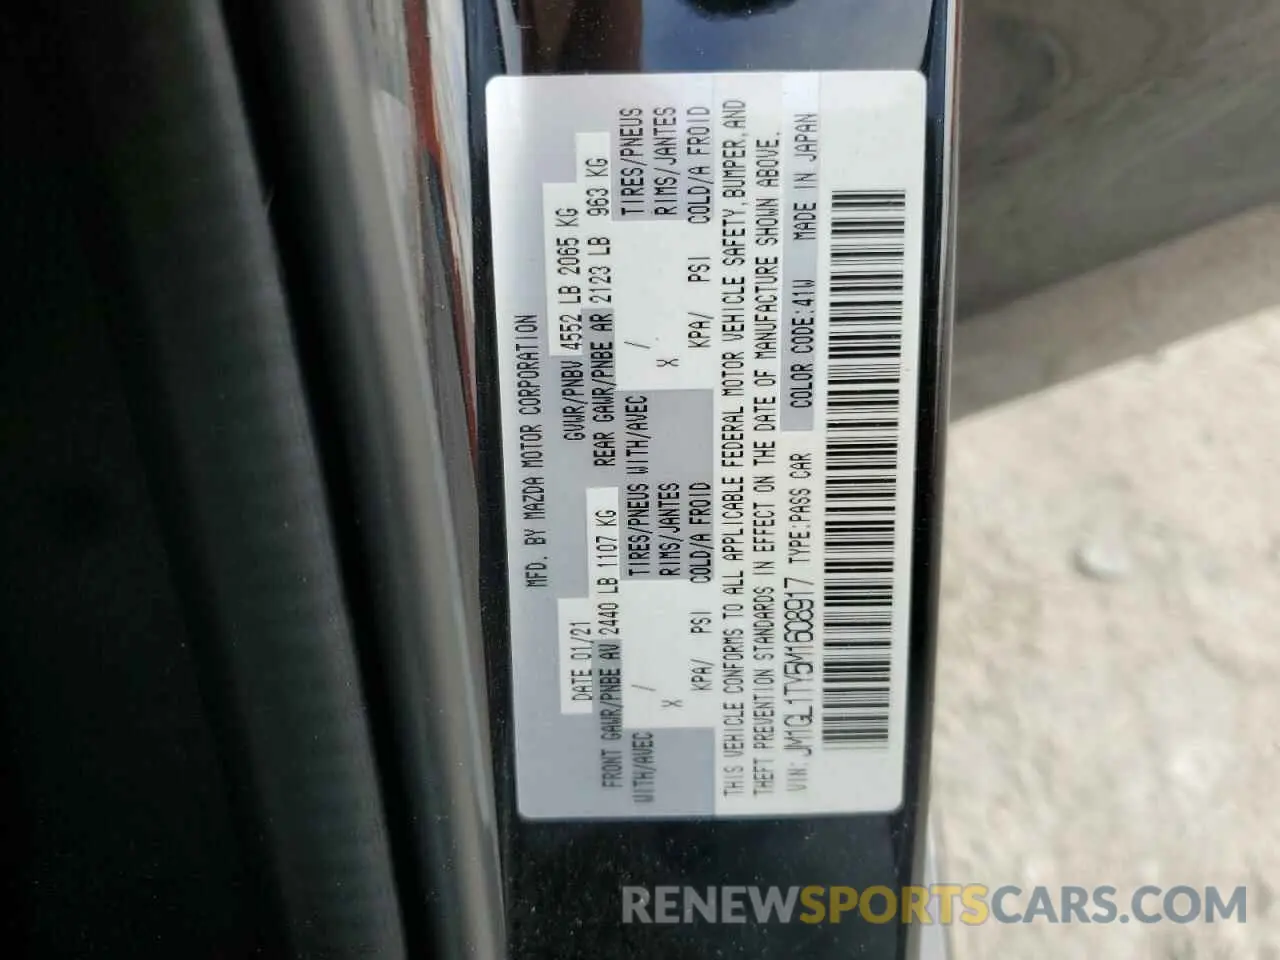 MFD. BY MAZDA MOTOR CORPORATION
DATE 01/21 GVWR/PNBV 4552 LB 2065 KG
FRONT GAWR/PNBE AV 2440 LB 1107 KG REAR GAWR/PNBE AR 2123 LB 963 KG
WITH/AVEC / TIRES/PNEUS WITH/AVEC / TIRES/PNEUS
X RIMS/JANTES X RIMS/JANTES
KPA/ PSI COLD/A FROID KPA/ PSI COLD/A FROID
THIS VEHICLE CONFORMS TO ALL APPLICABLE FEDERAL MOTOR VEHICLE SAFETY,BUMPER,AND
THEFT PREVENTION STANDARDS IN EFFECT ON THE DATE OF MANUFACTURE SHOWN ABOVE.
VIN: JM1GL1TY5M1608917 TYPE:PASS CAR COLOR CODE:41W MADE IN JAPAN
RENEWSPORTSCARS.COM